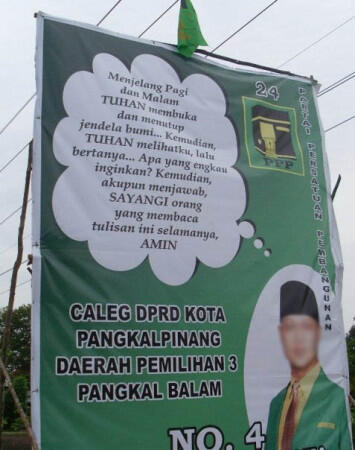 Menjelang Pagi
dan Malam
TUHAN membuka
dan menutup
jendela bumi... Kemudian,
TUHAN melihatku, lalu
bertanya... Apa yang engkau
inginkan? Kemudian,
akupun menjawab,
SAYANGI orang
yang membaca
tulisan ini selamanya,
AMIN
24
PPP
PARTAI PERSATUAN PEMBANGUNAN
CALEG DPRD KOTA
PANGKALPINANG
DAERAH PEMILIHAN 3
PANGKAL BALAM
NO. 4